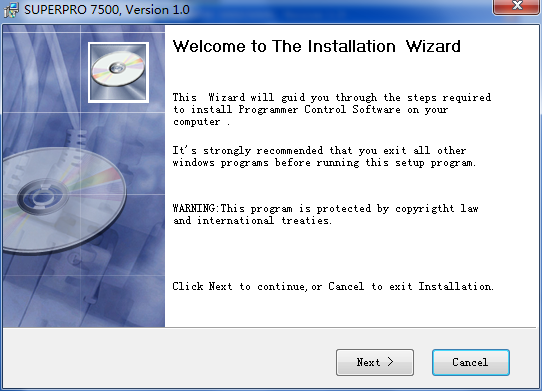 SUPERPRO 7500, Version 1.0
Welcome to The Installation Wizard
This Wizard will guid you through the steps required
to install Programmer Control Software on your
computer .
It's strongly recommended that you exit all other
windows programs before running this setup program.
WARNING:This program is protected by copyrigtht law
and international treaties.
Click Next to continue,or Cancel to exit Installation.
Next >
Cancel